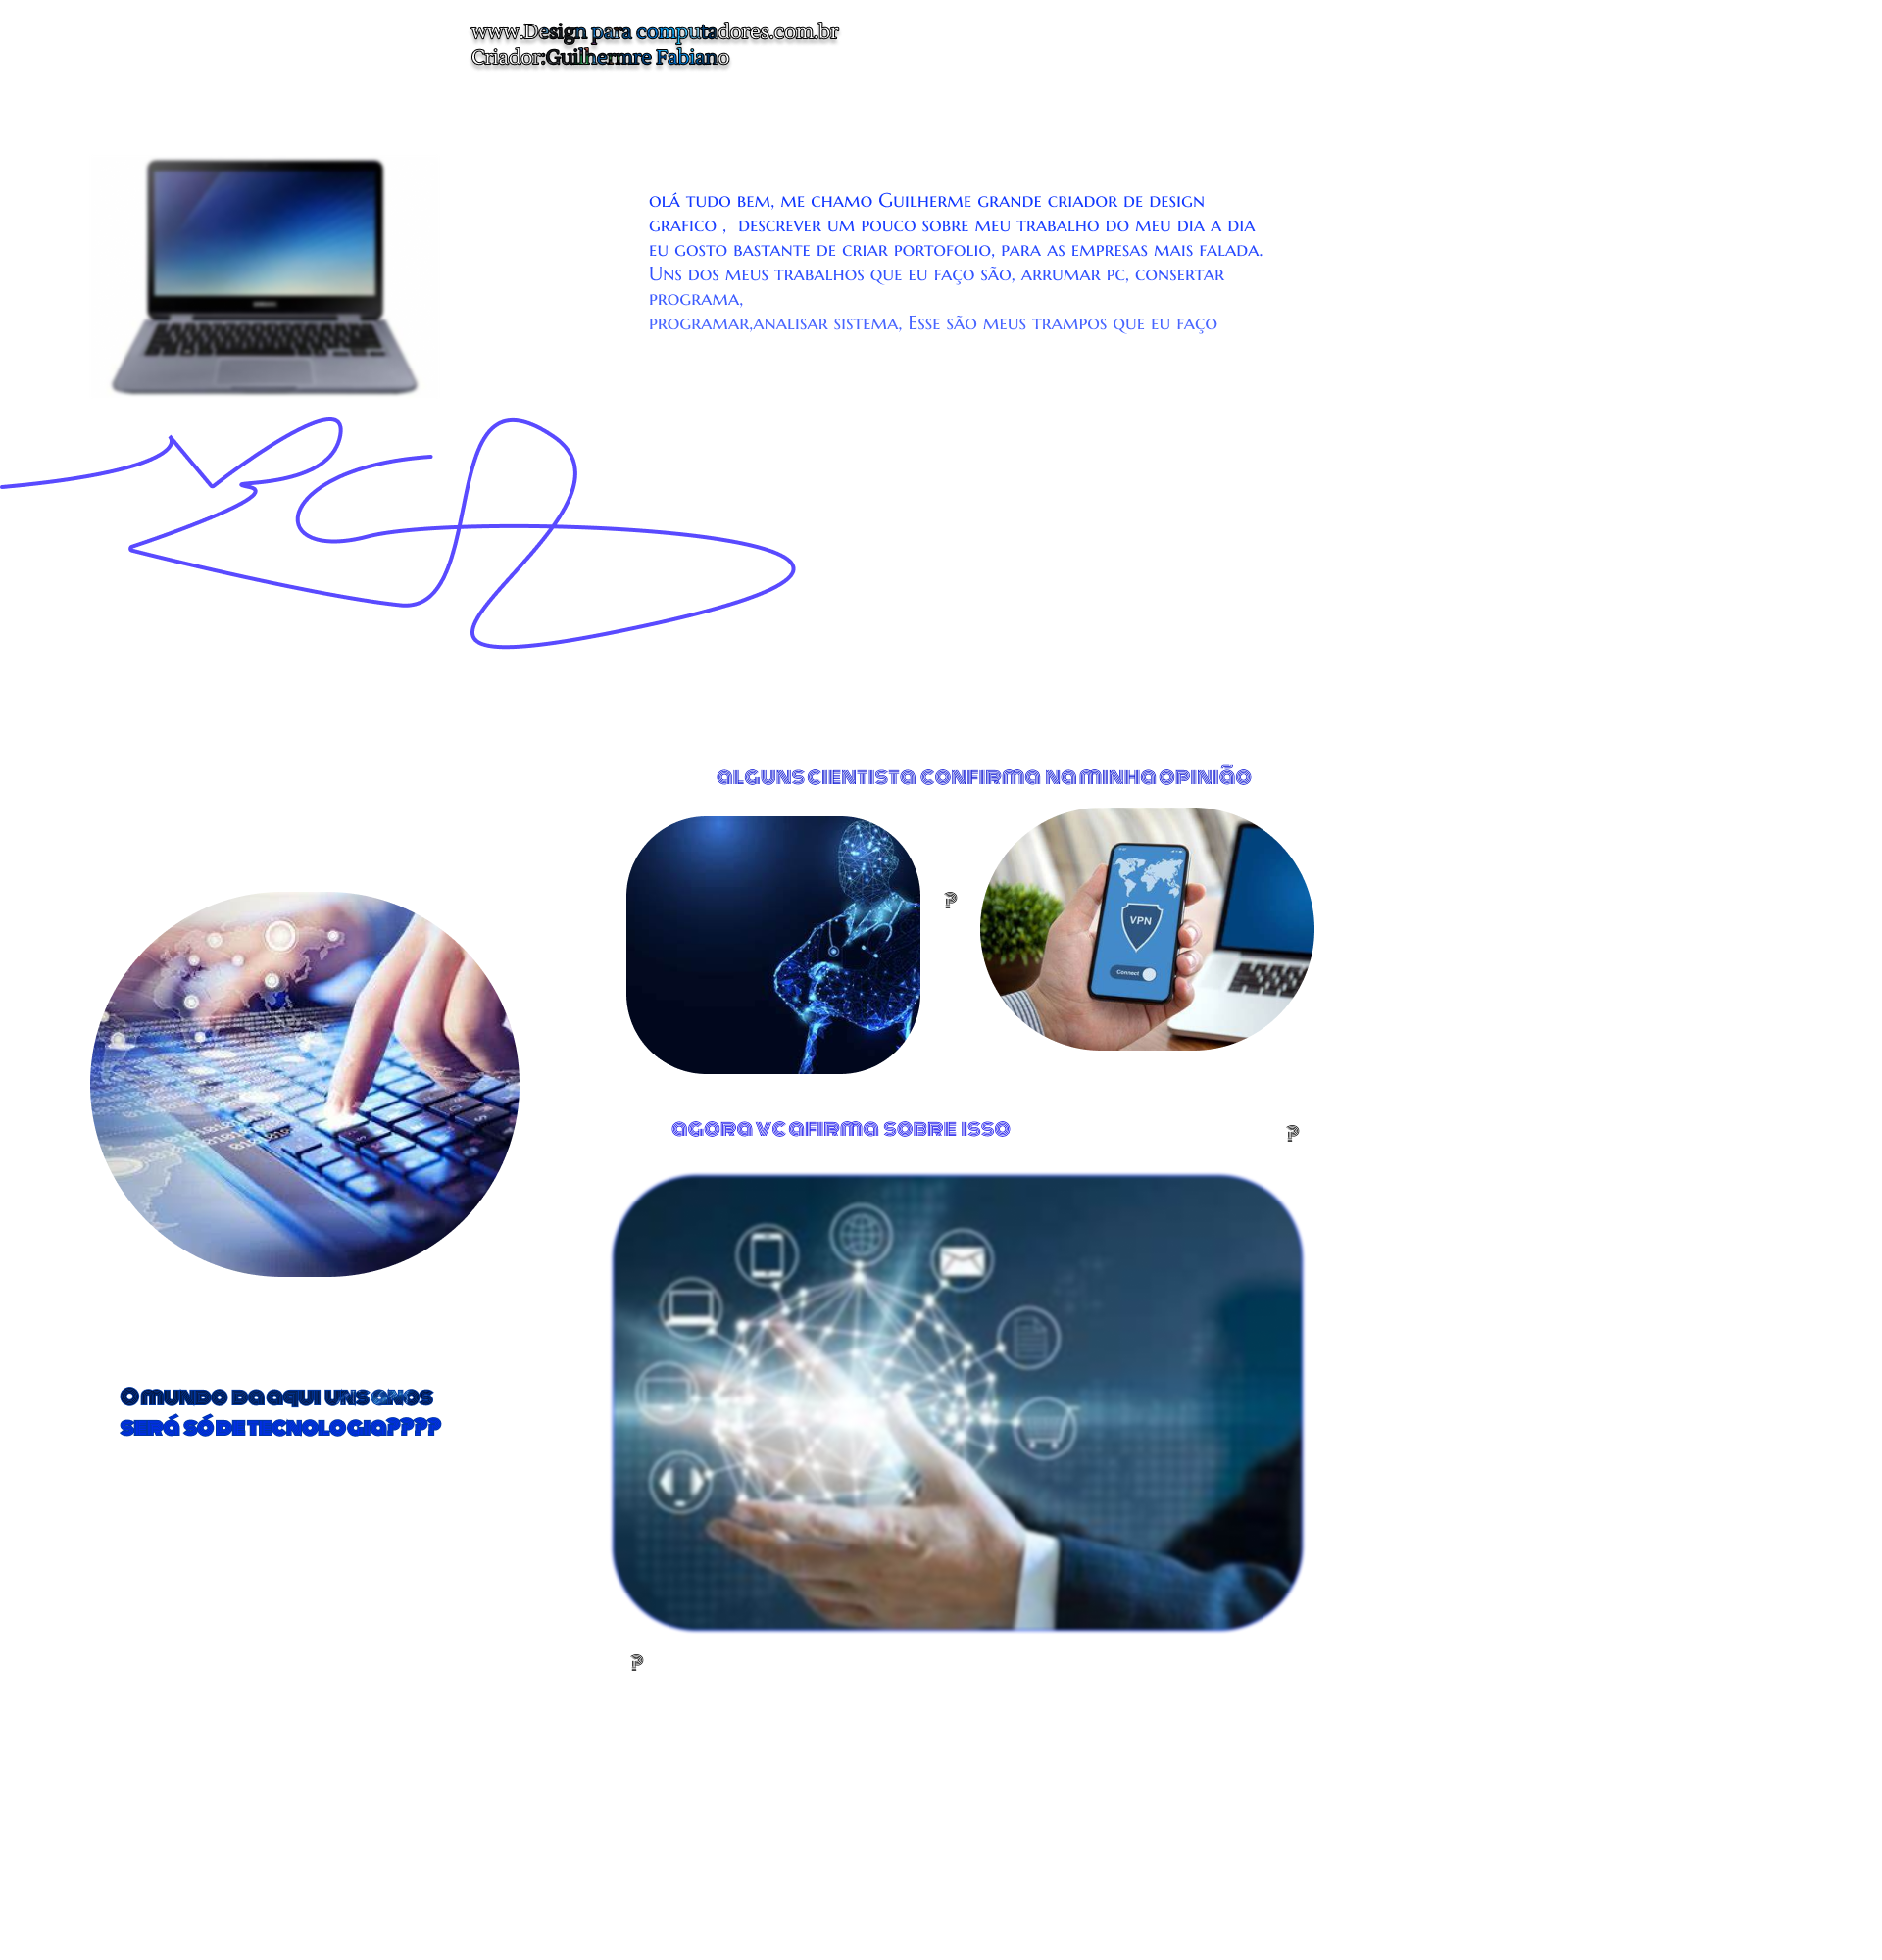 www.Design para computadores.com.br
Criador:Guilhermre Fabiano
olá tudo bem, me chamo Guilherme grande criador de design
grafico , descrever um pouco sobre meu trabalho do meu dia a dia
eu gosto bastante de criar portofolio, para as empresas mais falada.
Uns dos meus trabalhos que eu faço são, arrumar pc, consertar
programa,
programar,analisar sistema, Esse são meus trampos que eu faço
alguns cientista confirma na minha opinião
P
VPN
Connect
agora vc afirma sobre isso
P
O mundo da aqui uns anos
será só de tecnologia????
P